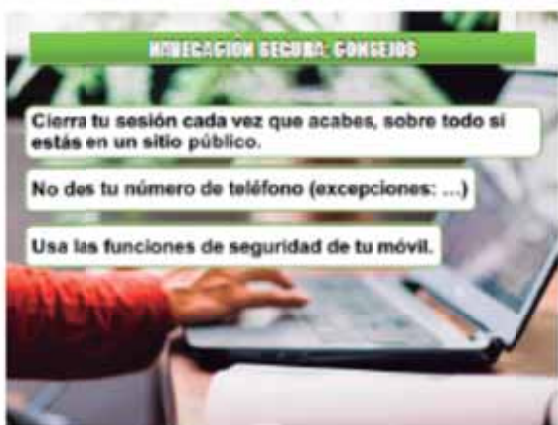 NAVEGACIÓN SEGURA: CONSEJOS
Cierra tu sesión cada vez que acabes, sobre todo si
estás en un sitio público.
No des tu número de teléfono (excepciones: ...)
Usa las funciones de seguridad de tu móvil.